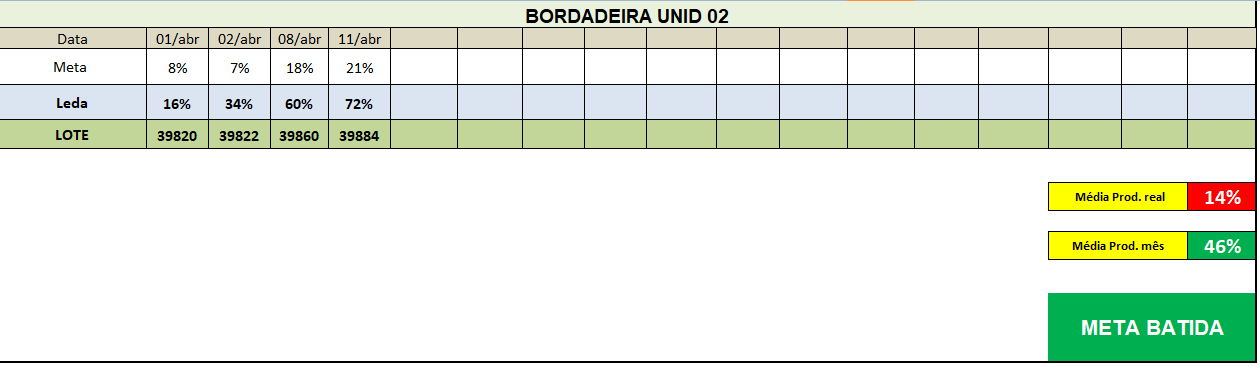 BORDADEIRA UNID 02
Data 01/abr 02/abr 08/abr 11/abr
Meta 8% 7% 18% 21%
Leda 16% 34% 60% 72%
LOTE 39820 39822 39860 39884
Média Prod. real 14%
Média Prod. mês 46%
META BATIDA